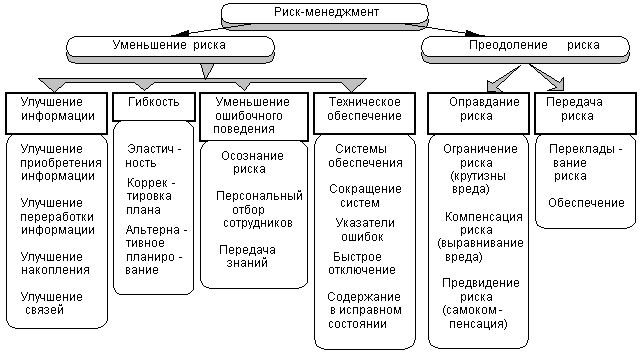 Риск-менеджмент
Уменьшение риска
Преодоление риска
Улучшение
информации
Гибкость
Уменьшение
ошибочного
поведения
Техническое
обеспечение
Оправдание
риска
Передача
риска
Улучшение
приобретения
информации
Улучшение
переработки
информации
Улучшение
накопления
Улучшение
связей
Эластич -
ность
Коррек -
тировка
плана
Альтерна -
тивное
планиро -
вание
Осознание
риска
Персональный
отбор
сотрудников
Передача
знаний
Системы
обеспечения
Сокращение
систем
Указатели
ошибок
Быстрое
отключение
Содержание
в исправном
состоянии
Ограничение
риска
(крутизны
вреда)
Компенсация
риска
(выравнивание
вреда)
Предвидение
риска
(самоком -
пенсация)
Переклады -
вание
риска
Обеспечение